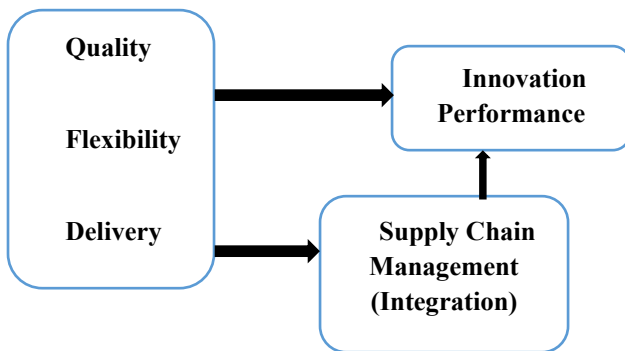 Quality
Flexibility
Delivery
Innovation
Performance
Supply Chain
Management
(Integration)